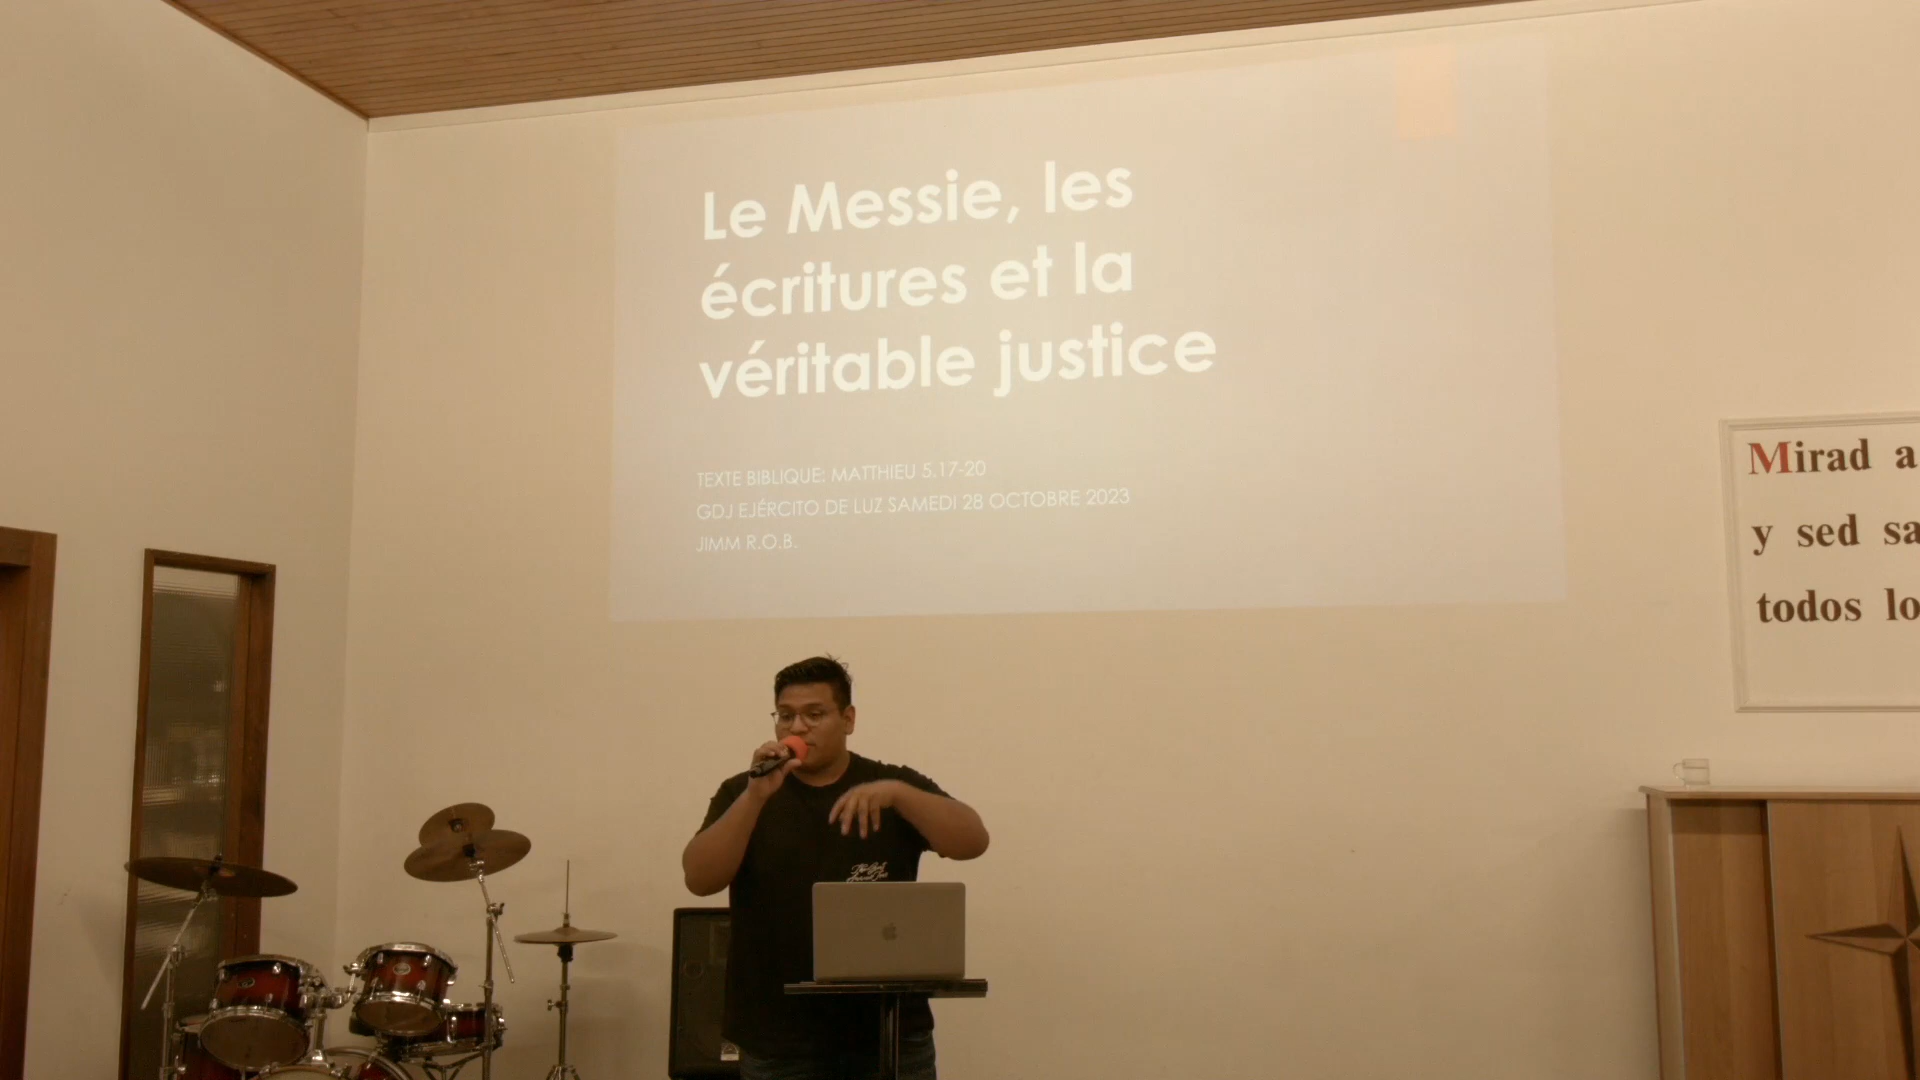 Le Messie, les
écritures et la
véritable justice
TEXTE BIBLIQUE: MATTHIEU 5.17-20
GDJ EJÉRCITO DE LUZ SAMEDI 28 OCTOBRE 2023
JIMM R.O.B.
Mirad a
y sed sa
todos lo